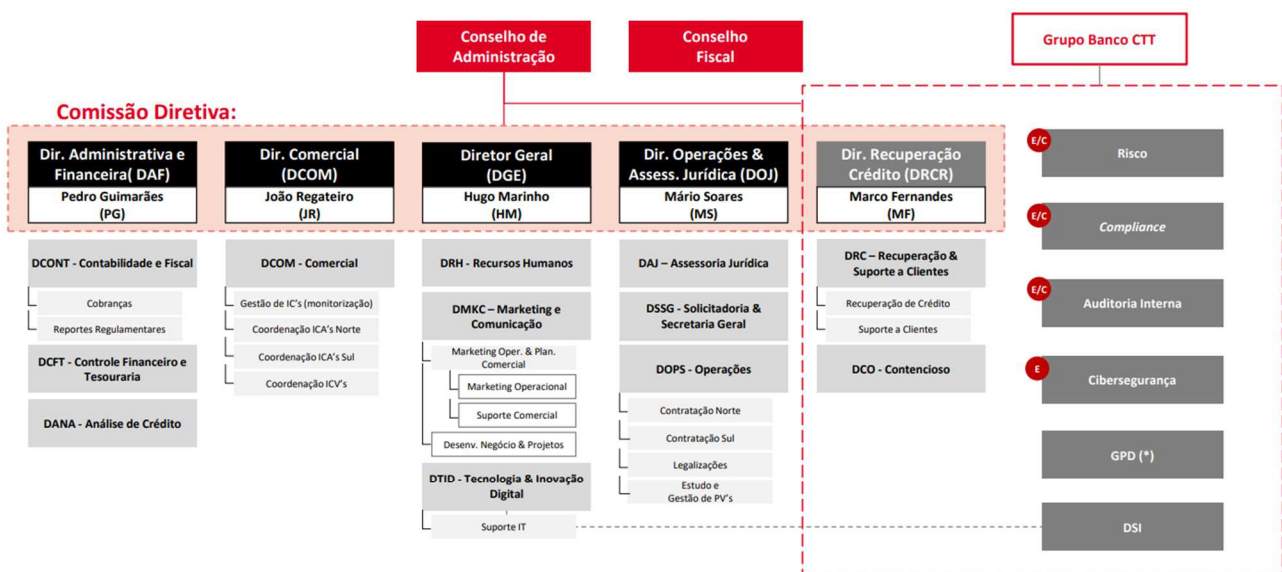 Conselho de
Administração
Conselho
Fiscal
Grupo Banco CTT
Comissão Diretiva:
Dir. Administrativa e
Financeira( DAF)
Pedro Guimarães
(PG)
Dir. Comercial
(DCOM)
João Regateiro
(JR)
Diretor Geral
(DGE)
Hugo Marinho
(HM)
Dir. Operações &
Assess. Jurídica (DOJ)
Mário Soares
(MS)
Dir. Recuperação
Crédito (DRCR)
Marco Fernandes
(MF)
DCONT - Contabilidade e Fiscal
Cobranças
Reportes Regulamentares
DCFT - Controle Financeiro e
Tesouraria
DANA - Análise de Crédito
DCOM - Comercial
Gestão de IC's (monitorização)
Coordenação ICA's Norte
Coordenação ICA's Sul
Coordenação ICV's
DRH - Recursos Humanos
DMKC – Marketing e
Comunicação
Marketing Oper. & Plan.
Comercial
Marketing Operacional
Suporte Comercial
Desenv. Negócio & Projetos
DTID - Tecnologia & Inovação
Digital
Suporte IT
DAJ – Assessoria Jurídica
DSSG - Solicitadoria &
Secretaria Geral
DOPS - Operações
Contratação Norte
Contratação Sul
Legalizações
Estudo e
Gestão de PV's
DRC – Recuperação &
Suporte a Clientes
Recuperação de Crédito
Suporte a Clientes
DCO - Contencioso
E/C
Risco
E/C
Compliance
E/C
Auditoria Interna
E
Cibersegurança
GPD (*)
DSI